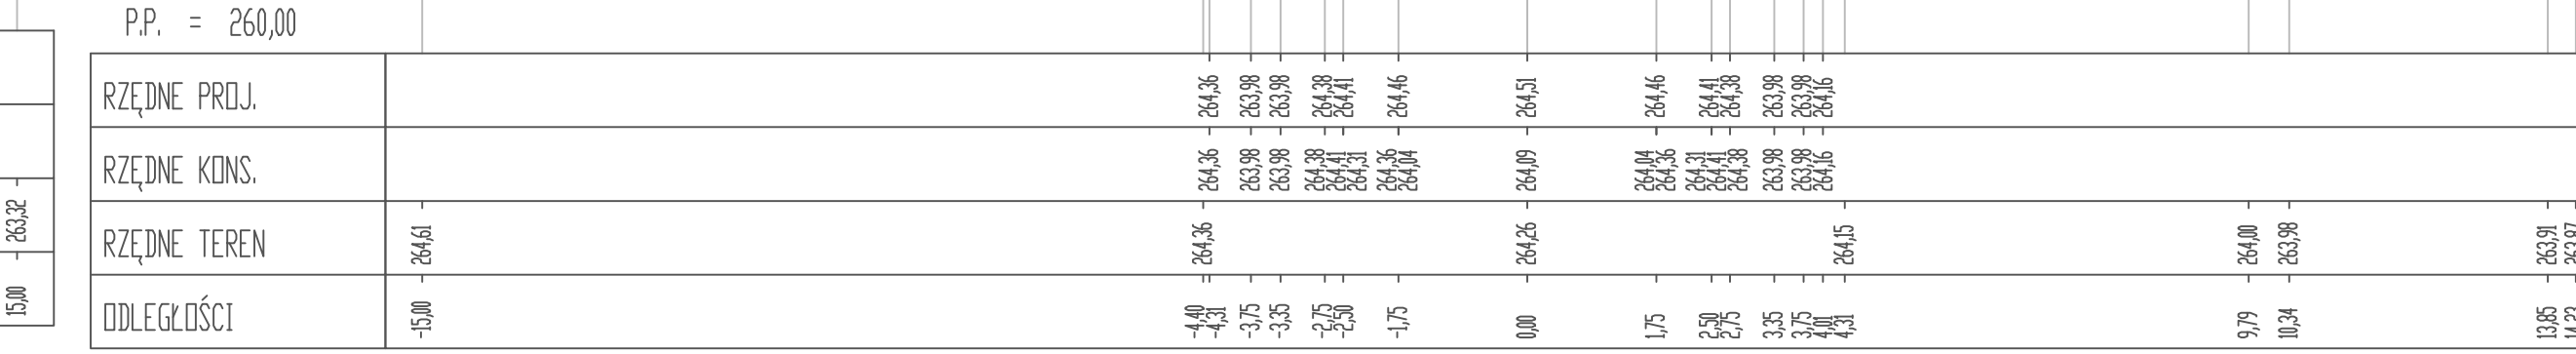 P.P. = 260,00
RZĘDNE PROJ. 264,36 263,98 263,98 264,38 264,41 264,46 264,51 264,46 264,41 264,38 263,98 263,98 264,16
RZĘDNE KONS. 264,36 263,98 263,98 264,38 264,41 264,31 264,36 264,04 264,09 264,04 264,36 264,31 264,41 264,38 263,98 263,98 264,16
263,32
RZĘDNE TEREN 264,61 264,36 264,26 264,15 264,00 263,98 263,91 263,87
15,00
ODLEGŁOŚCI -15,00 -4,40 -4,31 -3,75 -3,35 -2,75 -2,50 -1,75 0,00 1,75 2,50 2,75 3,35 3,75 4,01 4,31 9,79 10,34 13,85